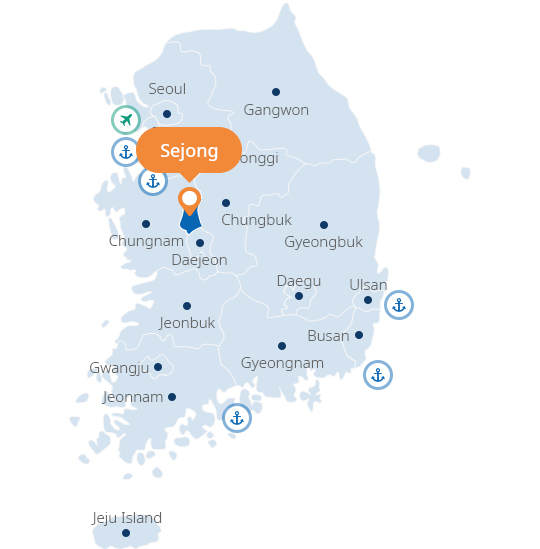 Seoul
Gangwon
Sejong
onggi
Chungbuk
Chungnam
Gyeongbuk
Daejeon
Daegu
Ulsan
Jeonbuk
Busan
Gyeongnam
Gwangju
Jeonnam
Jeju Island